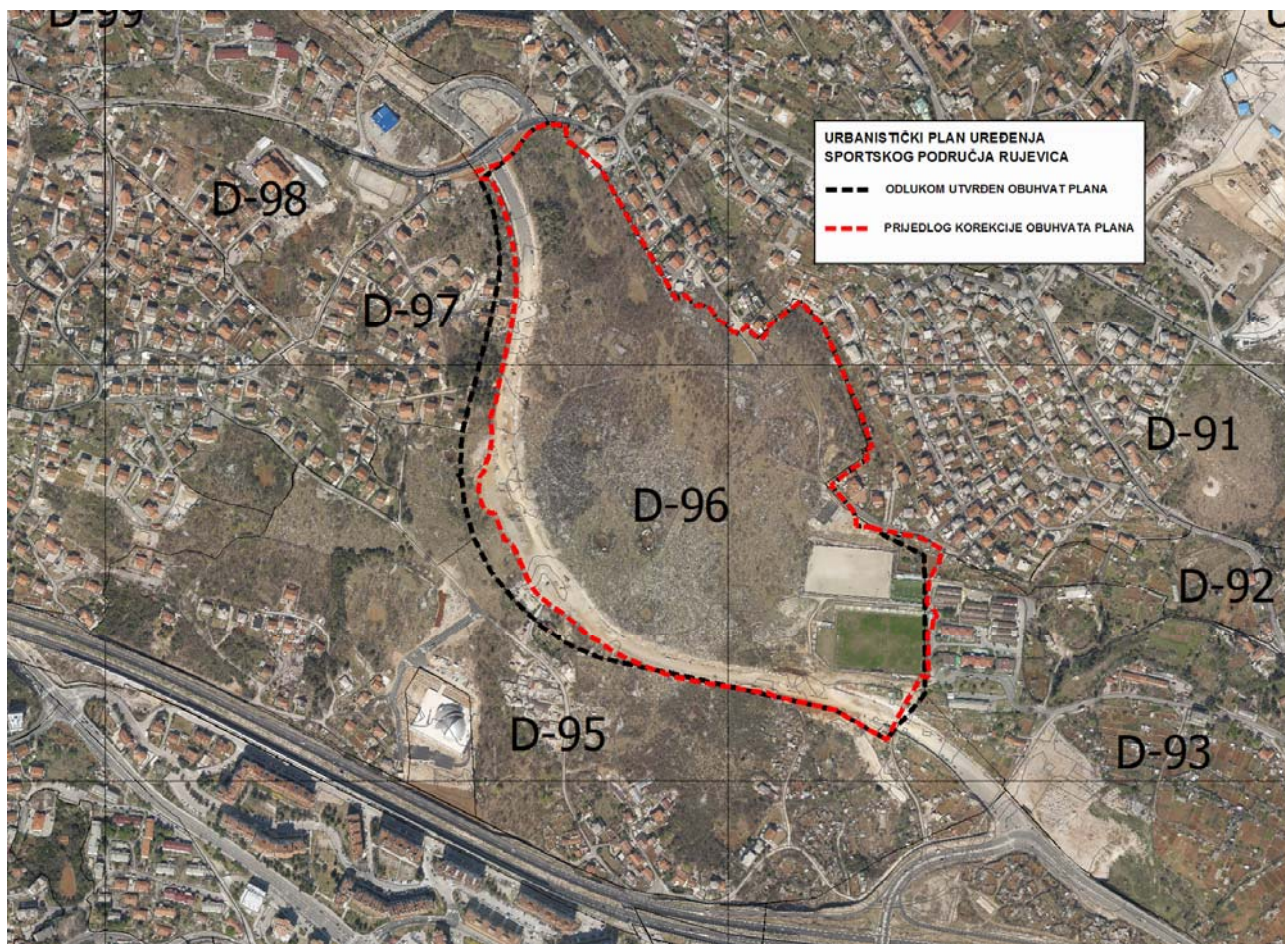 D-99
URBANISTIČKI PLAN UREĐENJA
SPORTSKOG PODRUČJA RUJEVICA
ODLUKOM UTVRĐEN OBUHVAT PLANA
PRIJEDLOG KOREKCIJE OBUHVATA PLANA
D-98
D-97
D-91
D-96
D-92
D-95
D-93